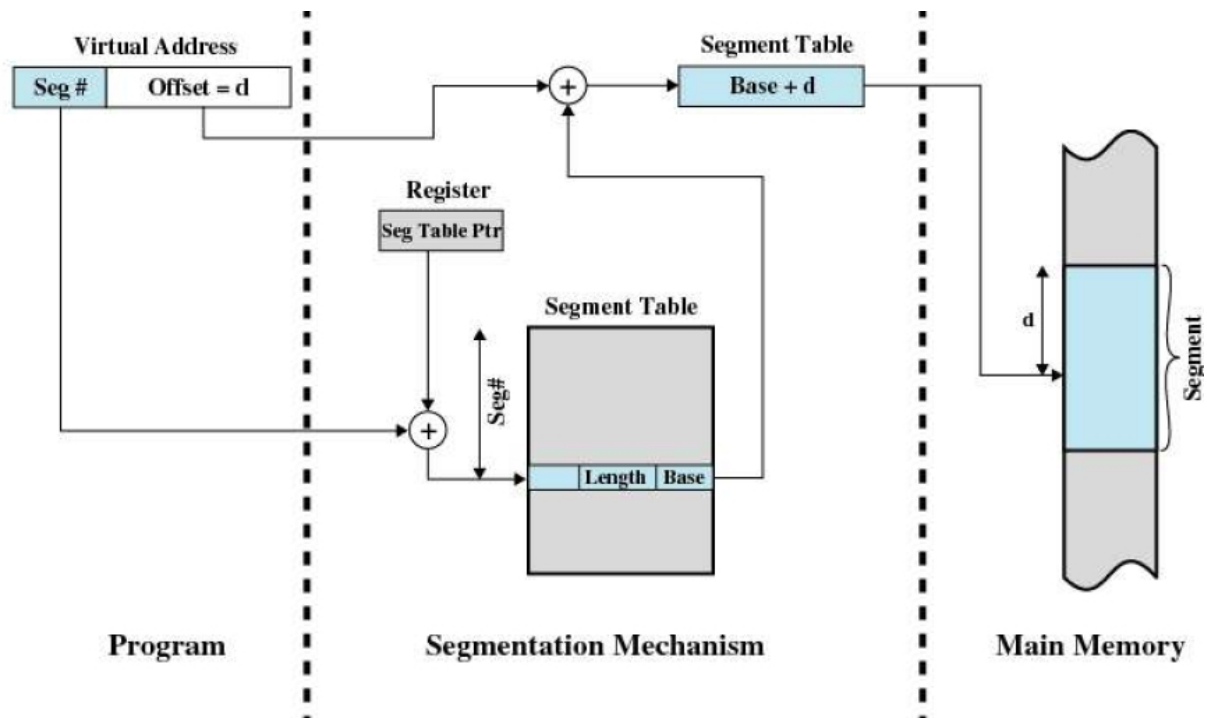 Virtual Address
Seg #
Offset = d
Segment Table
Base + d
Register
Seg Table Ptr
Segment Table
Seg#
Length
Base
d
Segment
+
+
Program
Segmentation Mechanism
Main Memory